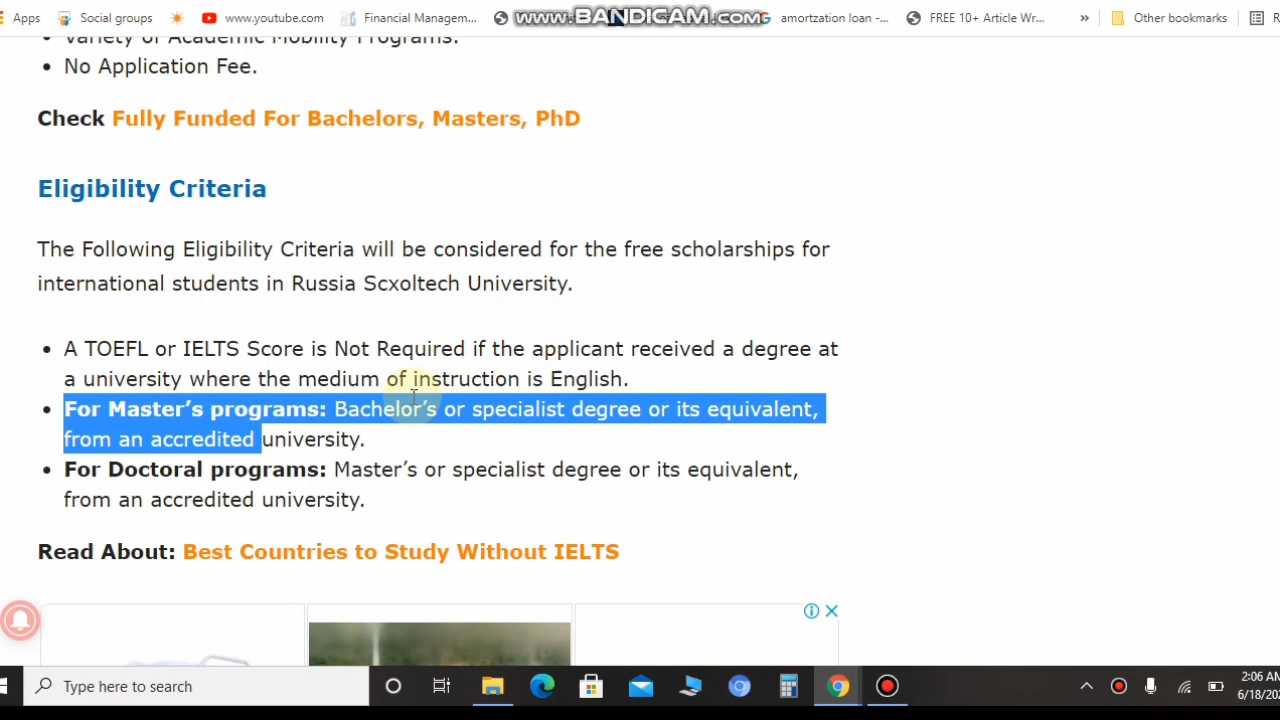 Apps
Social groups
www.youtube.com
Financial Managem...
www.BANDICAM.com
amortzation loan -...
FREE 10+ Article Wr...
»
Other bookmarks
R
Variety of Academic Mobility Programs.
No Application Fee.
Check Fully Funded For Bachelors, Masters, PhD
Eligibility Criteria
The Following Eligibility Criteria will be considered for the free scholarships for
international students in Russia Scxoltech University.
A TOEFL or IELTS Score is Not Required if the applicant received a degree at
a university where the medium of instruction is English.
For Master’s programs: Bachelor’s or specialist degree or its equivalent,
from an accredited university.
For Doctoral programs: Master’s or specialist degree or its equivalent,
from an accredited university.
Read About: Best Countries to Study Without IELTS
Type here to search
2:06 AM
6/18/202